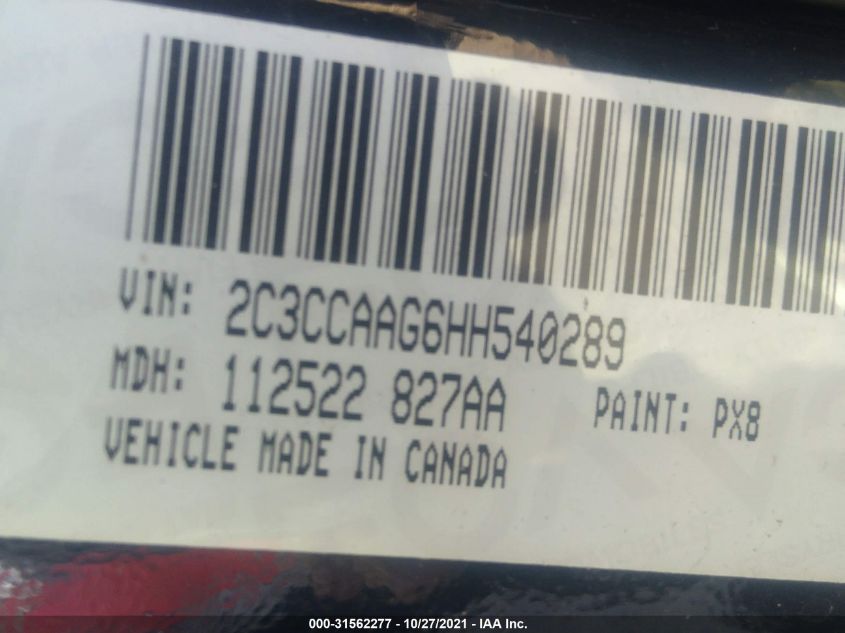 VIN: 2C3CCAAG6HH540289
MDH: 112522 827AA PAINT: PX8
VEHICLE MADE IN CANADA
000-31562277 - 10/27/2021 - IAA Inc.